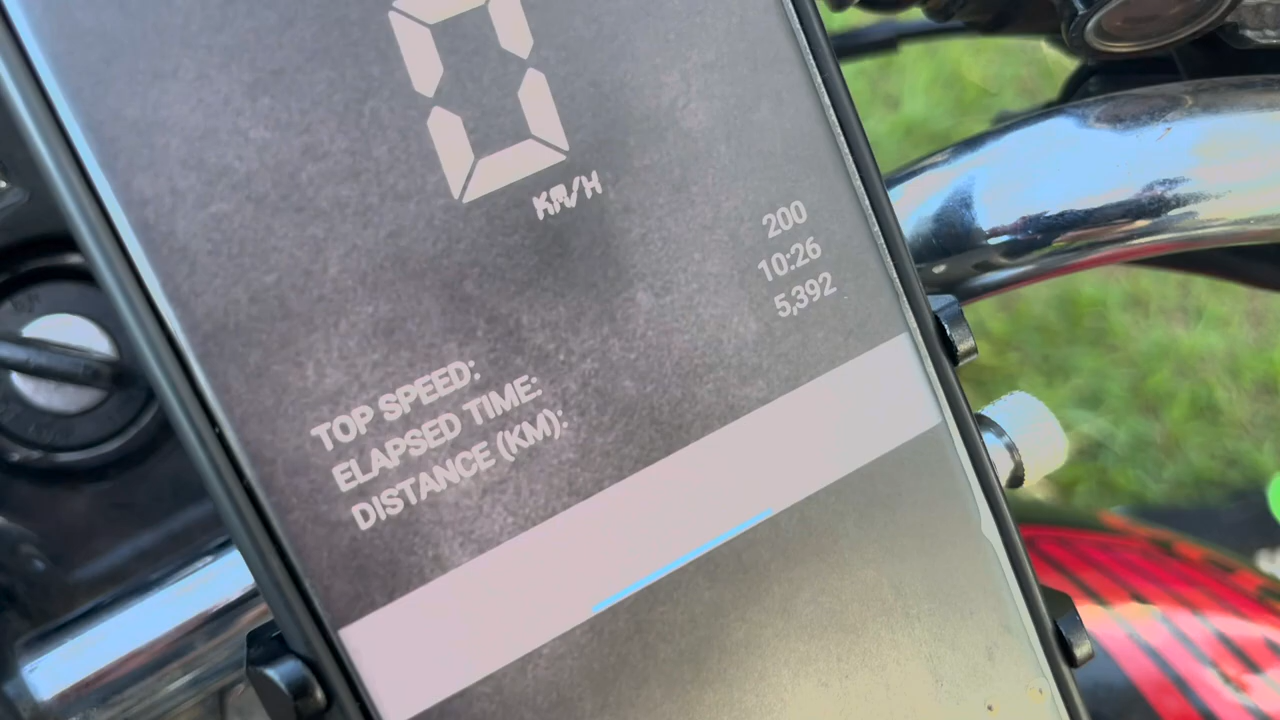 0
KM/H
TOP SPEED: 200
ELAPSED TIME: 10:26
DISTANCE (KM): 5,392